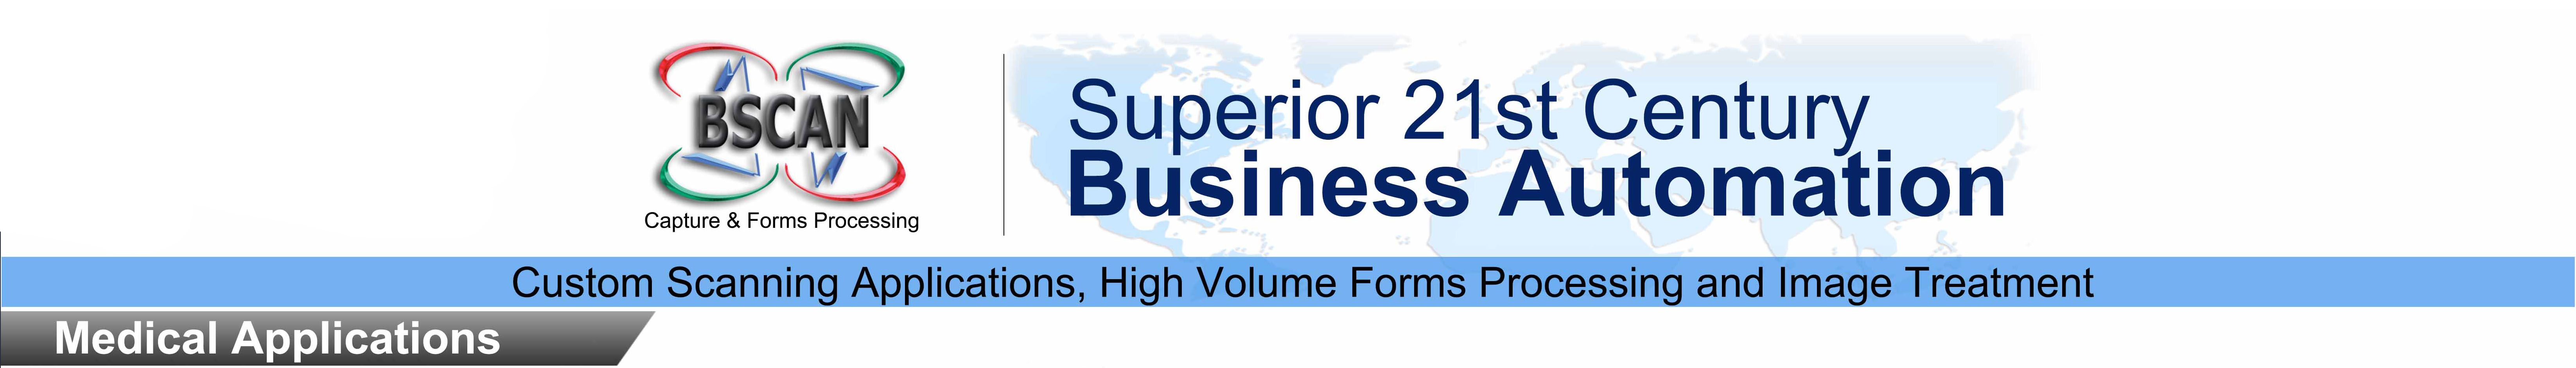 BSCAN
Capture & Forms Processing
Superior 21st Century
Business Automation
Custom Scanning Applications, High Volume Forms Processing and Image Treatment
Medical Applications